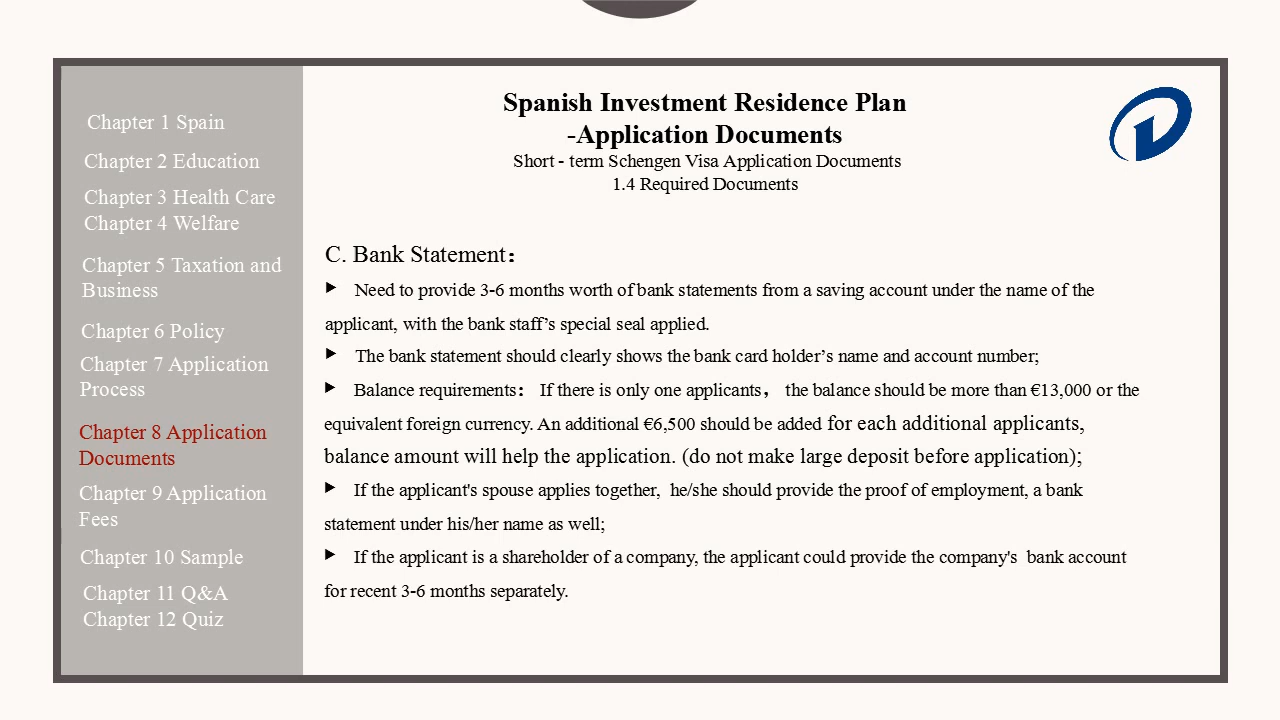 Chapter 1 Spain
Chapter 2 Education
Chapter 3 Health Care
Chapter 4 Welfare
Chapter 5 Taxation and
Business
Chapter 6 Policy
Chapter 7 Application
Process
Chapter 8 Application
Documents
Chapter 9 Application
Fees
Chapter 10 Sample
Chapter 11 Q&A
Chapter 12 Quiz
Spanish Investment Residence Plan
-Application Documents
Short - term Schengen Visa Application Documents
1.4 Required Documents
C. Bank Statement：
▶ Need to provide 3-6 months worth of bank statements from a saving account under the name of the
applicant, with the bank staff’s special seal applied.
▶ The bank statement should clearly shows the bank card holder’s name and account number;
▶ Balance requirements： If there is only one applicants， the balance should be more than €13,000 or the
equivalent foreign currency. An additional €6,500 should be added for each additional applicants,
balance amount will help the application. (do not make large deposit before application);
▶ If the applicant's spouse applies together, he/she should provide the proof of employment, a bank
statement under his/her name as well;
▶ If the applicant is a shareholder of a company, the applicant could provide the company's bank account
for recent 3-6 months separately.